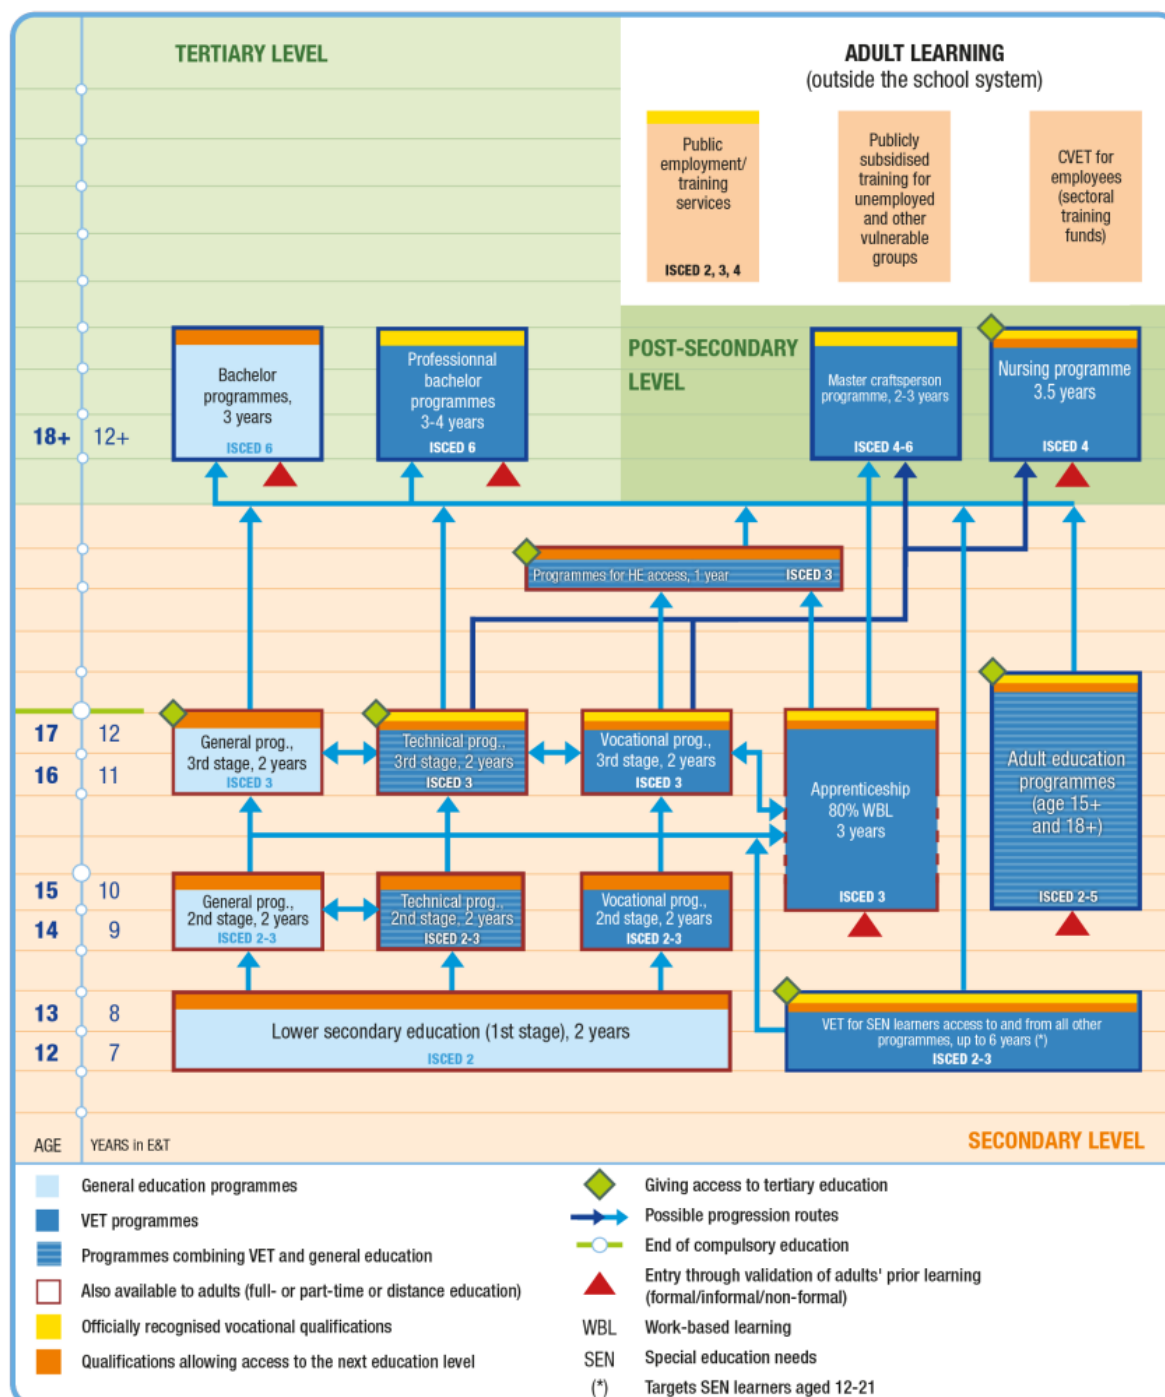 TERTIARY LEVEL
ADULT LEARNING
(outside the school system)
Public
employment/
training
services
ISCED 2, 3, 4
Publicly
subsidised
training for
unemployed
and other
vulnerable
groups
CVET for
employees
(sectoral
training
funds)
POST-SECONDARY
LEVEL
Bachelor
programmes,
3 years
ISCED 6
Professionnal
bachelor
programmes
3-4 years
ISCED 6
Master craftsperson
programme, 2-3 years
ISCED 4-6
Nursing programme
3.5 years
ISCED 4
18+ 12+
Programmes for HE access, 1 year ISCED 3
17 12
16 11
General prog.,
3rd stage, 2 years
ISCED 3
Technical prog.,
3rd stage, 2 years
ISCED 3
Vocational prog.,
3rd stage, 2 years
ISCED 3
Apprenticeship
80% WBL
3 years
ISCED 3
Adult education
programmes
(age 15+
and 18+)
ISCED 2-5
15 10
14 9
General prog.,
2nd stage, 2 years
ISCED 2-3
Technical prog.,
2nd stage, 2 years
ISCED 2-3
Vocational prog.,
2nd stage, 2 years
ISCED 2-3
13 8
12 7
Lower secondary education (1st stage), 2 years
ISCED 2
VET for SEN learners access to and from all other
programmes, up to 6 years (*)
ISCED 2-3
AGE YEARS in E&T
SECONDARY LEVEL
General education programmes
VET programmes
Programmes combining VET and general education
Also available to adults (full- or part-time or distance education)
Officially recognised vocational qualifications
Qualifications allowing access to the next education level
Giving access to tertiary education
Possible progression routes
End of compulsory education
Entry through validation of adults' prior learning
(formal/informal/non-formal)
WBL Work-based learning
SEN Special education needs
(*) Targets SEN learners aged 12-21